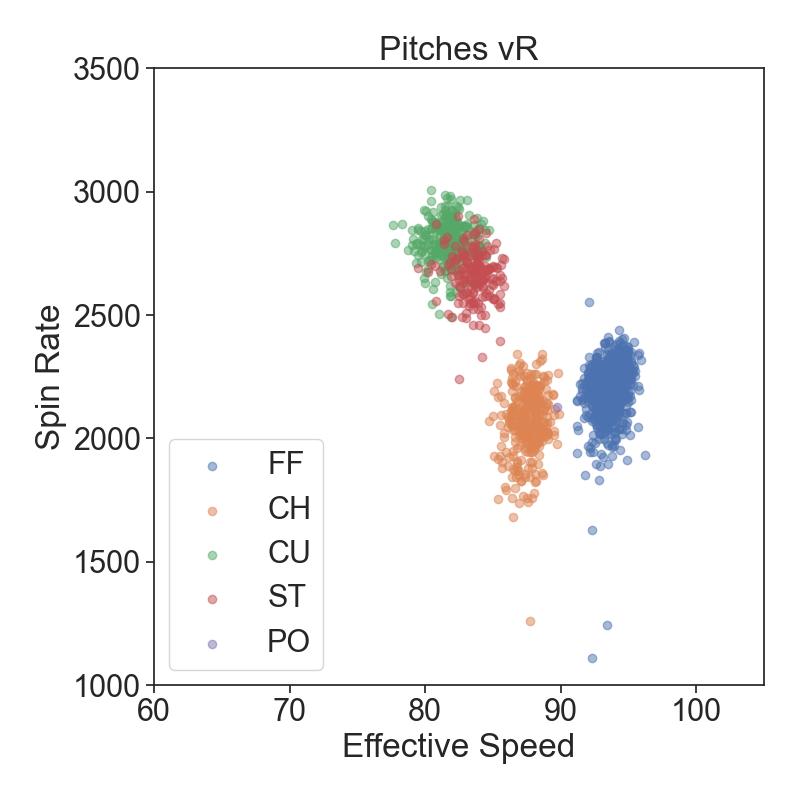 Pitches vR
3500
3000
2500
2000
1500
1000
Spin Rate
FF
CH
CU
ST
PO
60 70 80 90 100
Effective Speed